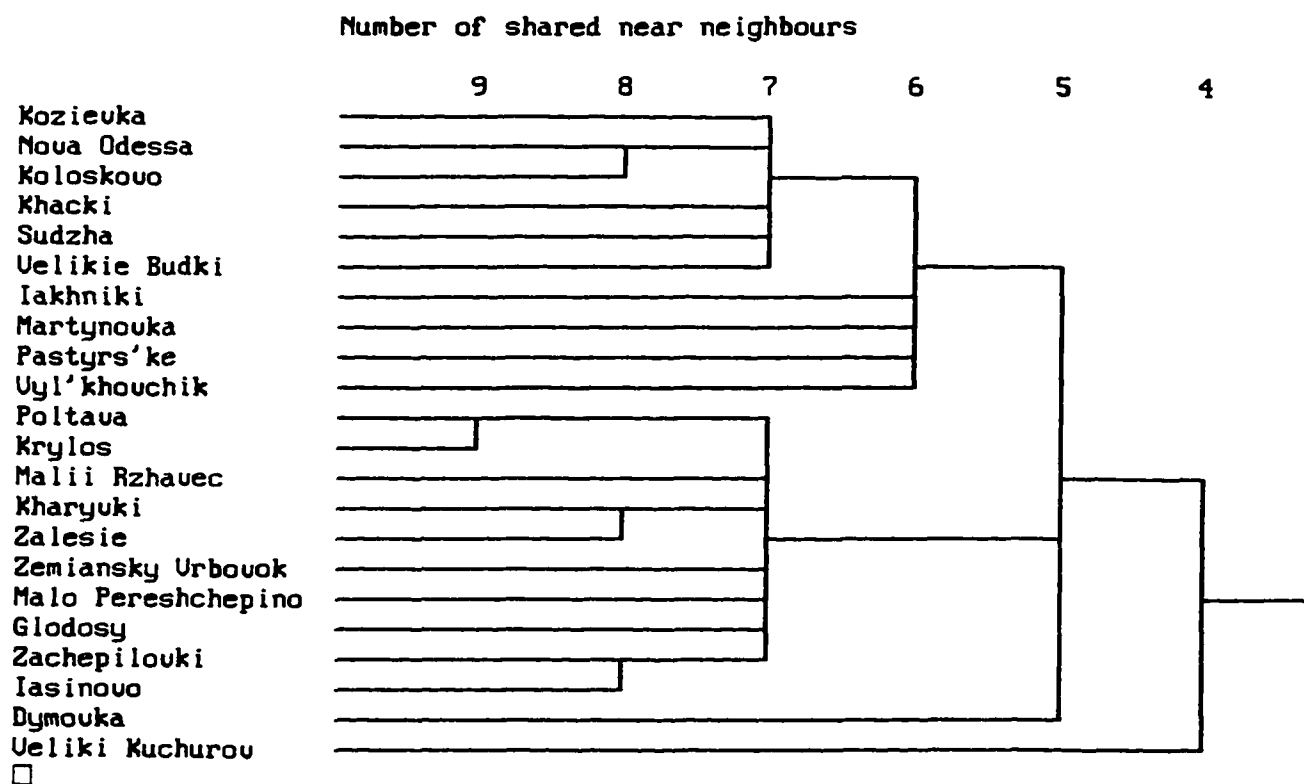 Number of shared near neighbours
9 8 7 6 5 4
Kozievka
Nova Odessa
Koloskovo
Khacki
Sudzha
Velikie Budki
Iakhniki
Martynovka
Pastyrs'ke
Vyl'khovchik
Poltava
Krylos
Malii Rzhavec
Kharyvki
Zalesie
Zemiansky Vrbovok
Malo Pereshchepino
Glodosy
Zachepilovki
Iasinovo
Dymovka
Veliki Kuchurov